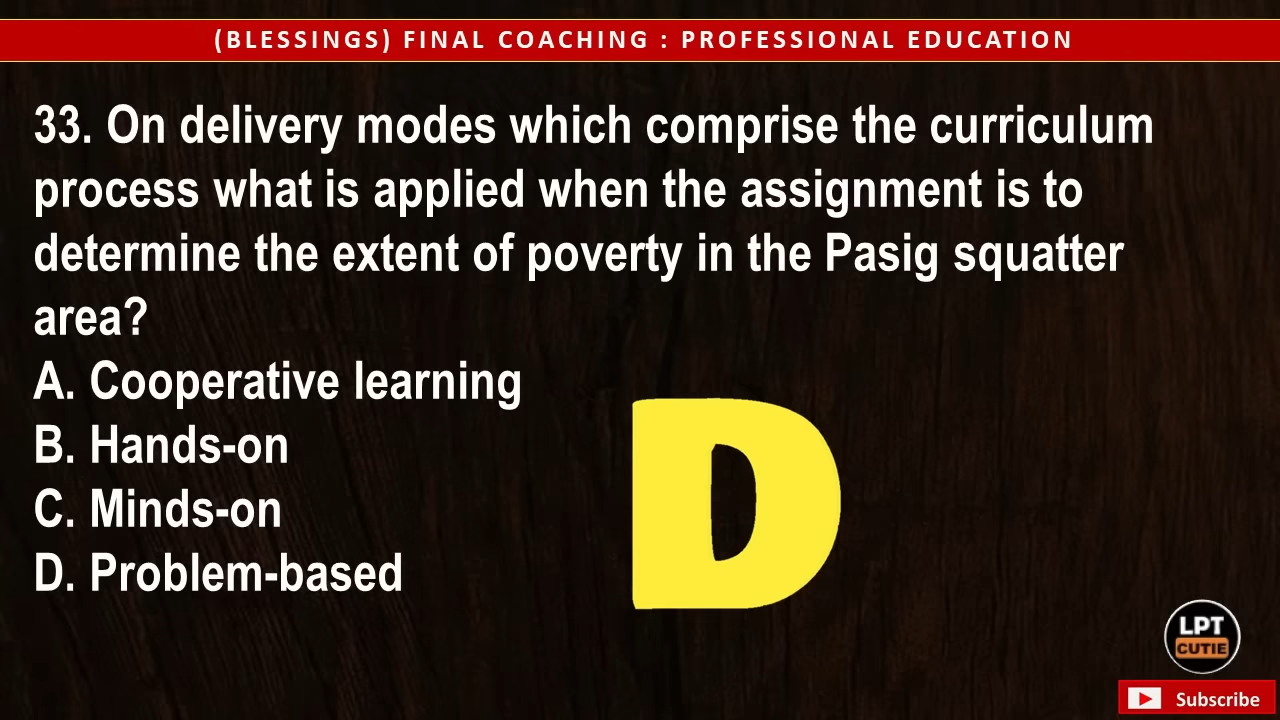 (BLESSINGS) FINAL COACHING : PROFESSIONAL EDUCATION
33. On delivery modes which comprise the curriculum
process what is applied when the assignment is to
determine the extent of poverty in the Pasig squatter
area?
A. Cooperative learning
B. Hands-on
C. Minds-on
D. Problem-based
D
LPT
CUTIE
Subscribe